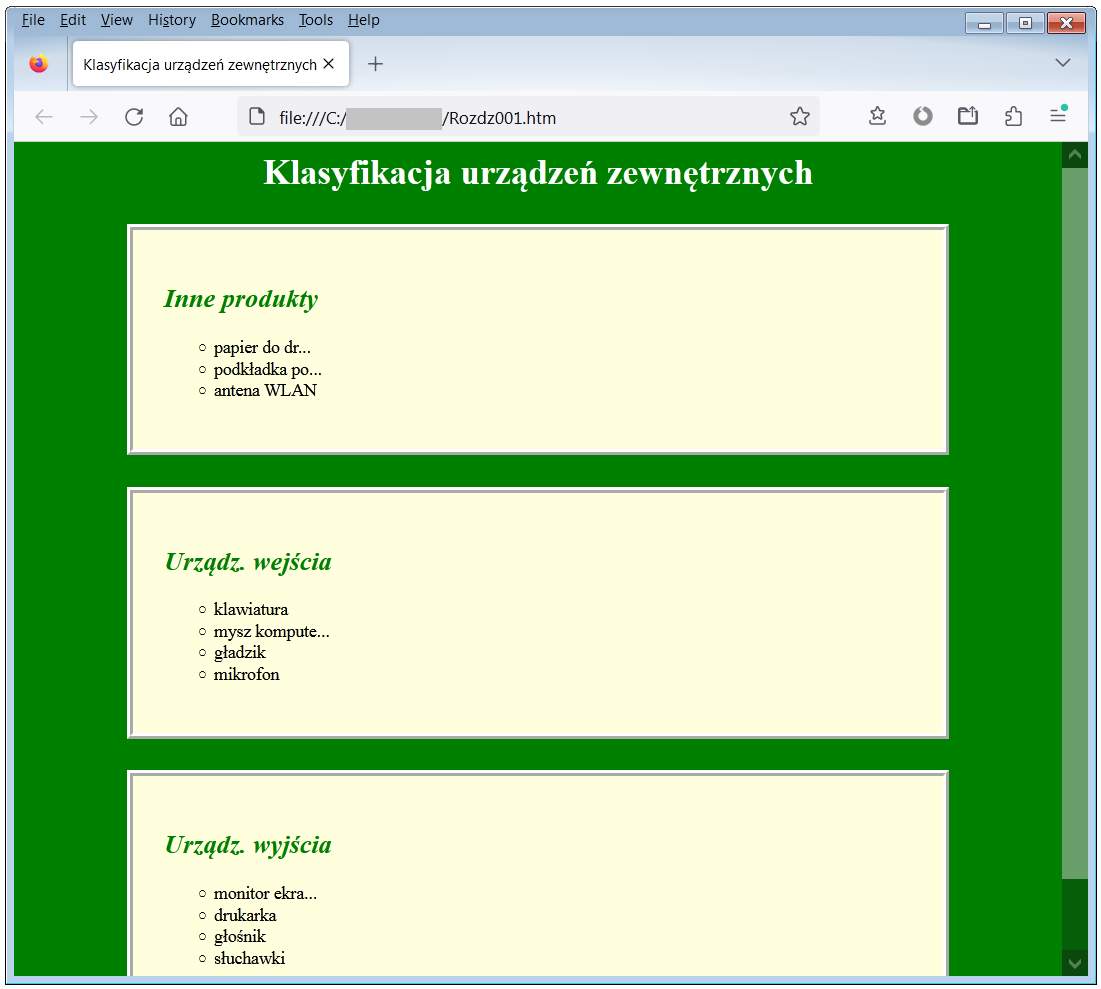 File Edit View History Bookmarks Tools Help
Klasyfikacja urządzeń zewnętrznych
file:///C:/ /Rozdz001.htm
Klasyfikacja urządzeń zewnętrznych
Inne produkty
papier do dr...
podkładka po...
antena WLAN
Urządz. wejścia
klawiatura
mysz kompute...
gładzik
mikrofon
Urządz. wyjścia
monitor ekra...
drukarka
głośnik
słuchawki